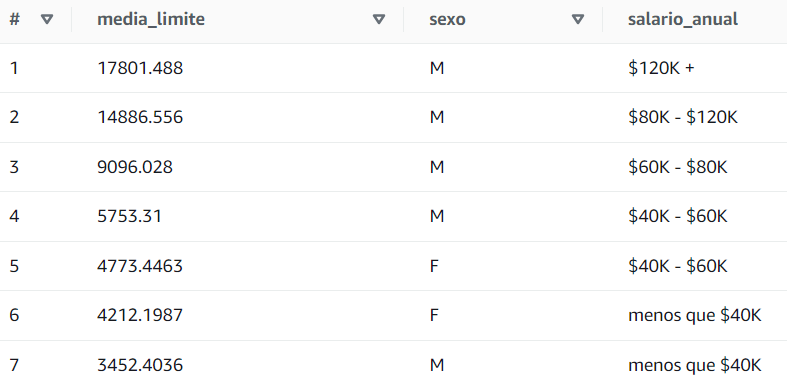 # media_limite sexo salario_anual
1 17801.488 M $120K +
2 14886.556 M $80K - $120K
3 9096.028 M $60K - $80K
4 5753.31 M $40K - $60K
5 4773.4463 F $40K - $60K
6 4212.1987 F menos que $40K
7 3452.4036 M menos que $40K